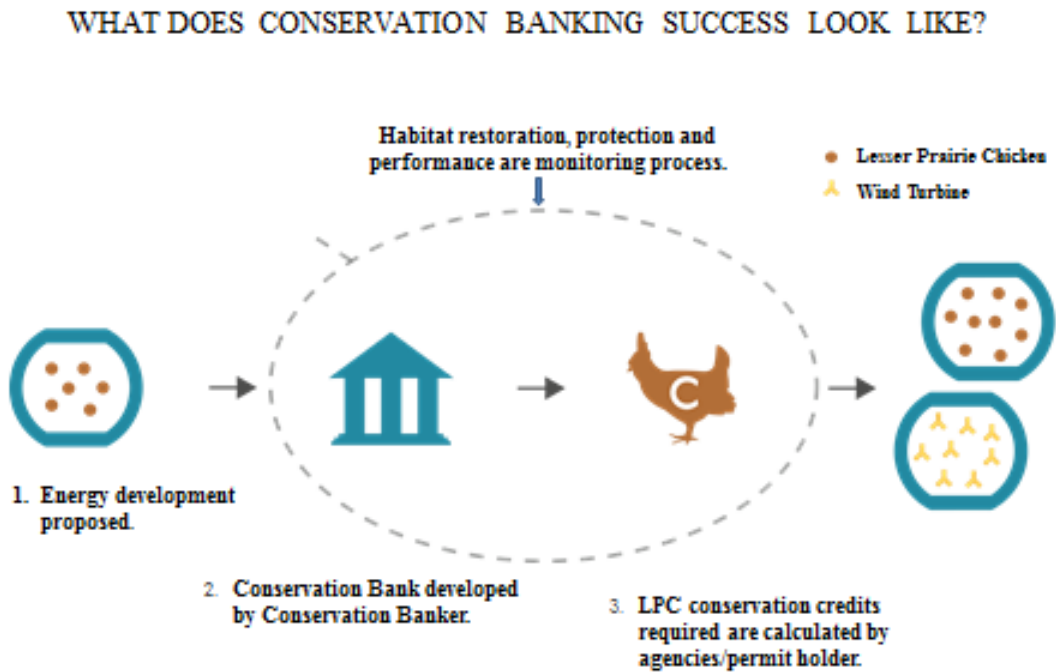 WHAT DOES CONSERVATION BANKING SUCCESS LOOK LIKE?
Habitat restoration, protection and
performance are monitoring process.
Lesser Prairie Chicken
Wind Turbine
C
1. Energy development
proposed.
2. Conservation Bank developed
by Conservation Banker.
3. LPC conservation credits
required are calculated by
agencies/permit holder.